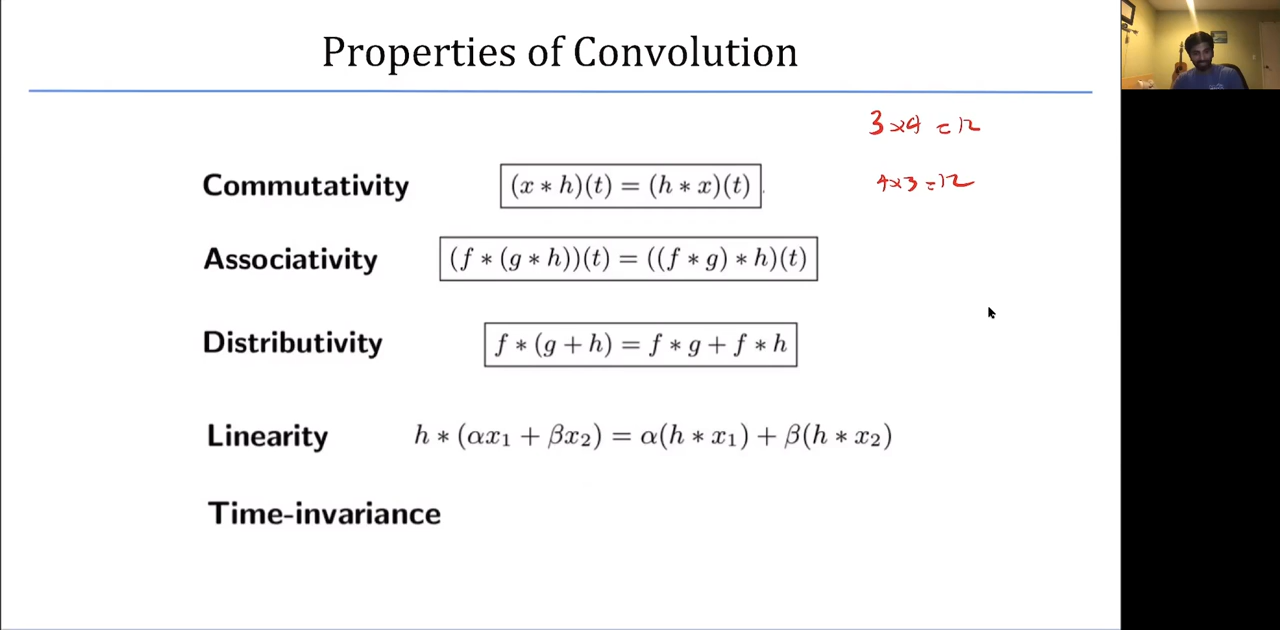 Properties of Convolution
3 x 4 = 12
Commutativity (x * h)(t) = (h * x)(t)
4 x 3 = 12
Associativity (f * (g * h))(t) = ((f * g) * h)(t)
Distributivity f * (g + h) = f * g + f * h
Linearity h * (αx₁ + βx₂) = α(h * x₁) + β(h * x₂)
Time-invariance